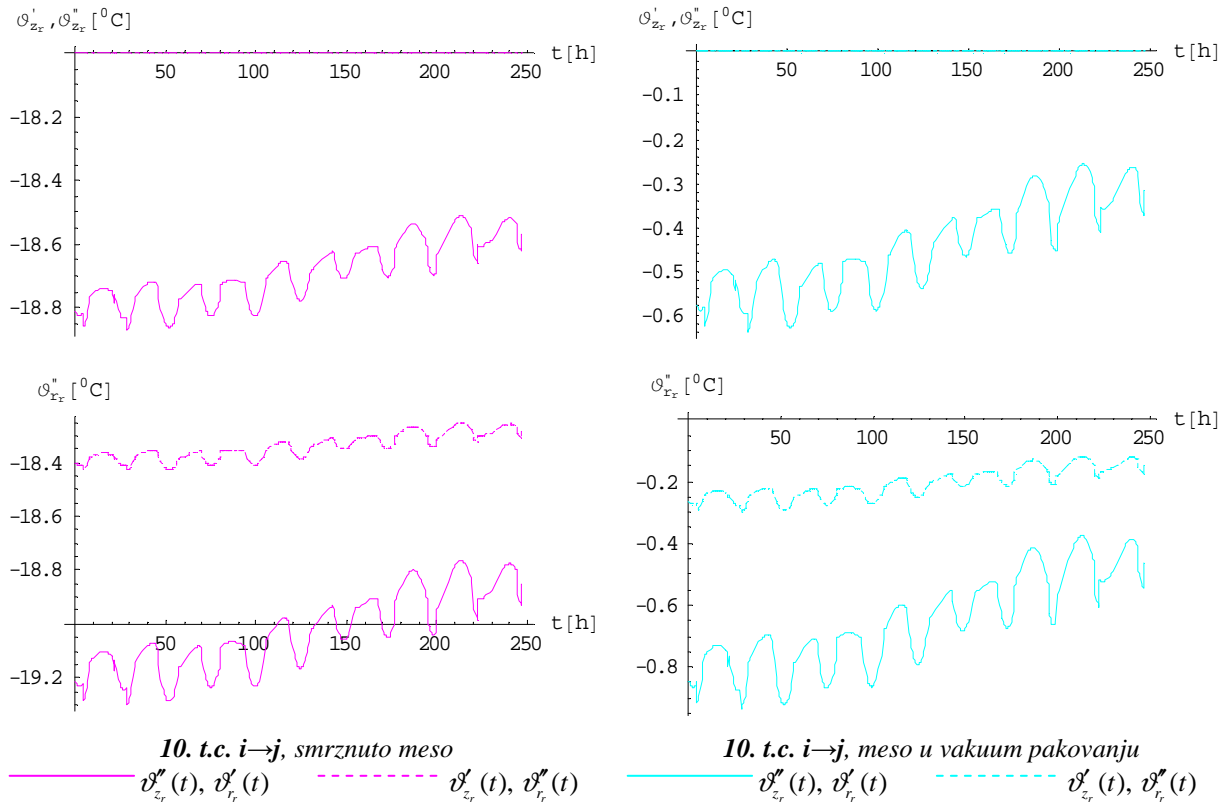 ϑ'zᵣ , ϑ"zᵣ [⁰C]
t[h]
50 100 150 200 250
-18.2
-18.4
-18.6
-18.8
ϑ'zᵣ , ϑ"zᵣ [⁰C]
t[h]
50 100 150 200 250
-0.1
-0.2
-0.3
-0.4
-0.5
-0.6
ϑ"rᵣ [⁰C]
-18.4
-18.6
-18.8
t[h]
50 100 150 200 250
-19.2
ϑ"rᵣ [⁰C]
t[h]
50 100 150 200 250
-0.2
-0.4
-0.6
-0.8
10. t.c. i→j, smrznuto meso
ϑ"zᵣ(t), ϑ'rᵣ(t) ϑ'zᵣ(t), ϑ"rᵣ(t)
10. t.c. i→j, meso u vakuum pakovanju
ϑ"zᵣ(t), ϑ'rᵣ(t) ϑ'zᵣ(t), ϑ"rᵣ(t)